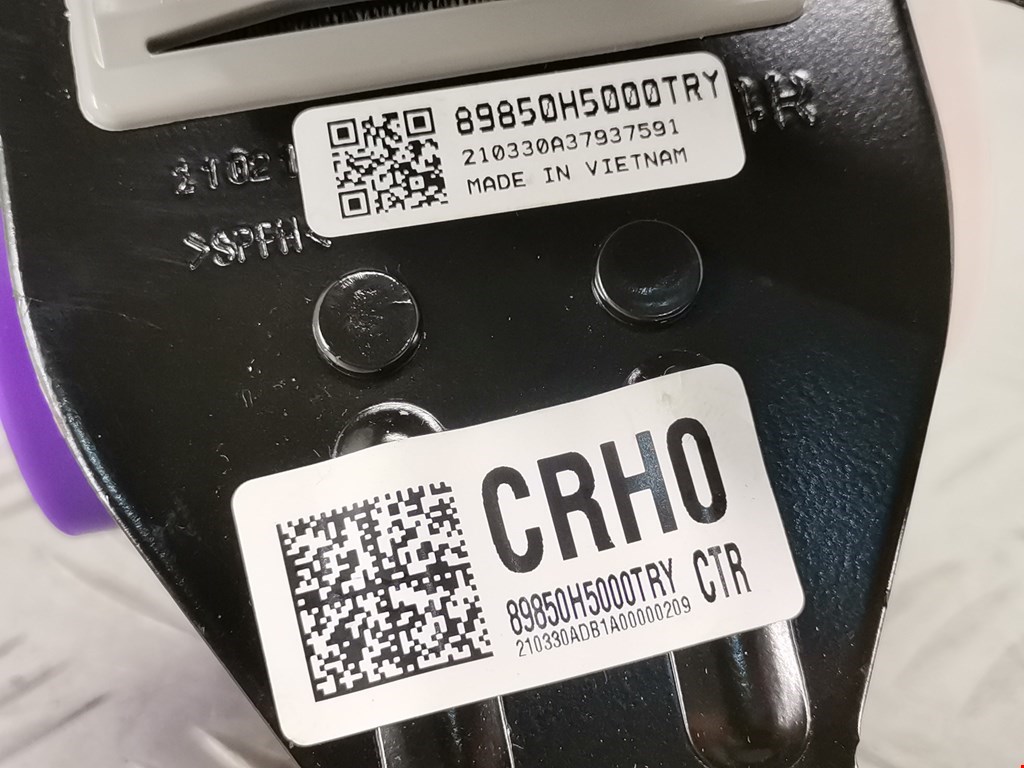 89850H5000TRY
210330A37937591
MADE IN VIETNAM
>SPFH<
CRH0
89850H5000TRY CTR
210330ADB1A00000209